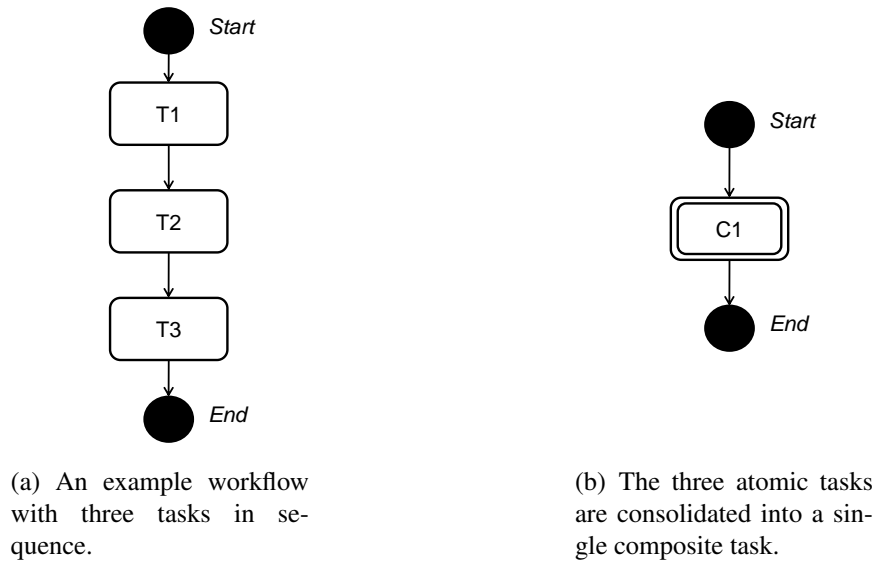 Start
T1
T2
T3
End
(a) An example workflow
with three tasks in se-
quence.
Start
C1
End
(b) The three atomic tasks
are consolidated into a sin-
gle composite task.